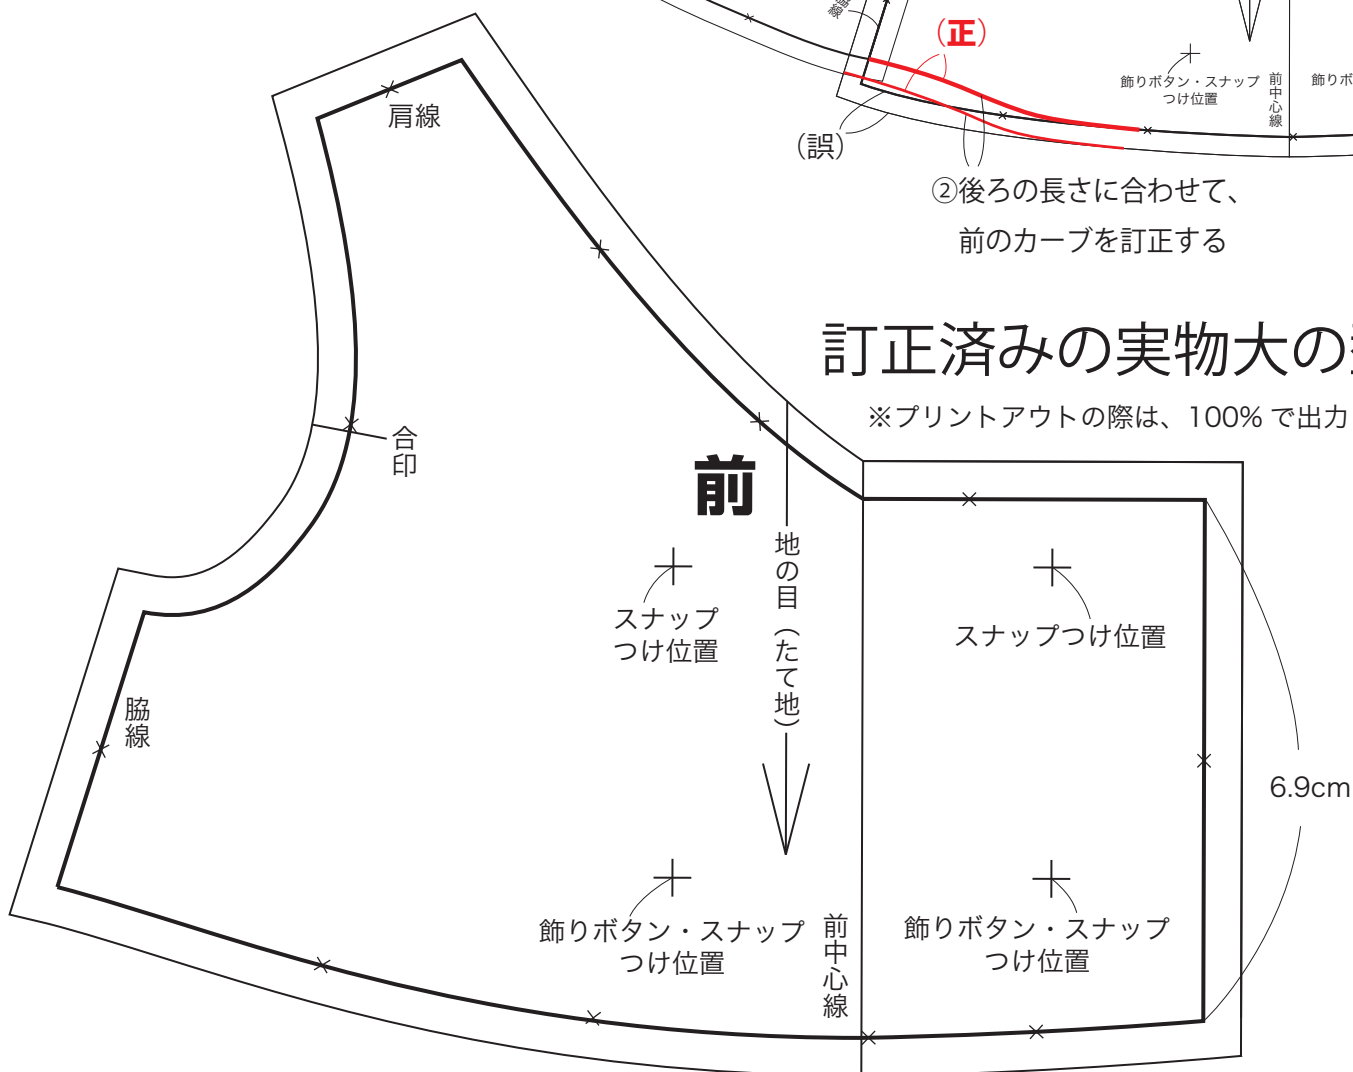 脇線
（正）
飾りボタン・スナップ
つけ位置
前中心線
（誤）
②後ろの長さに合わせて、
前のカーブを訂正する
訂正済みの実物大の
※プリントアウトの際は、100% で出力
肩線
合印
前
地の目（たて地）
スナップ
つけ位置
スナップつけ位置
脇線
6.9cm
飾りボタン・スナップ
つけ位置
前中心線
飾りボタン・スナップ
つけ位置